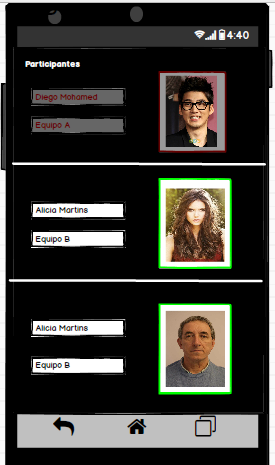 4:40
Participantes
Diego Mohamed
Equipo A
Alicia Martins
Equipo B
Alicia Martins
Equipo B